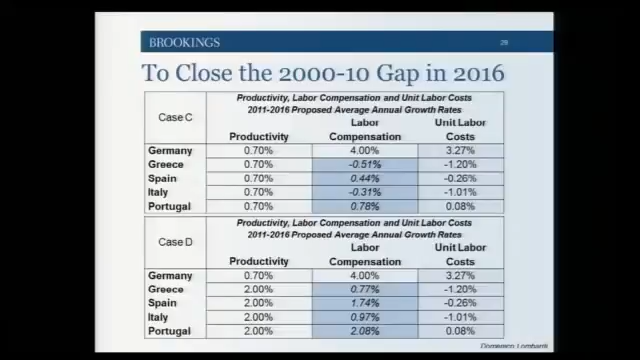 BROOKINGS 29
To Close the 2000-10 Gap in 2016
Case C
Productivity, Labor Compensation and Unit Labor Costs
2011-2016 Proposed Average Annual Growth Rates
Productivity Labor Compensation Unit Labor Costs
Germany 0.70% 4.00% 3.27%
Greece 0.70% -0.51% -1.20%
Spain 0.70% 0.44% -0.26%
Italy 0.70% -0.31% -1.01%
Portugal 0.70% 0.78% 0.08%
Case D
Productivity, Labor Compensation and Unit Labor Costs
2011-2016 Proposed Average Annual Growth Rates
Productivity Labor Compensation Unit Labor Costs
Germany 0.70% 4.00% 3.27%
Greece 2.00% 0.77% -1.20%
Spain 2.00% 1.74% -0.26%
Italy 2.00% 0.97% -1.01%
Portugal 2.00% 2.08% 0.08%
Domenico Lombardi